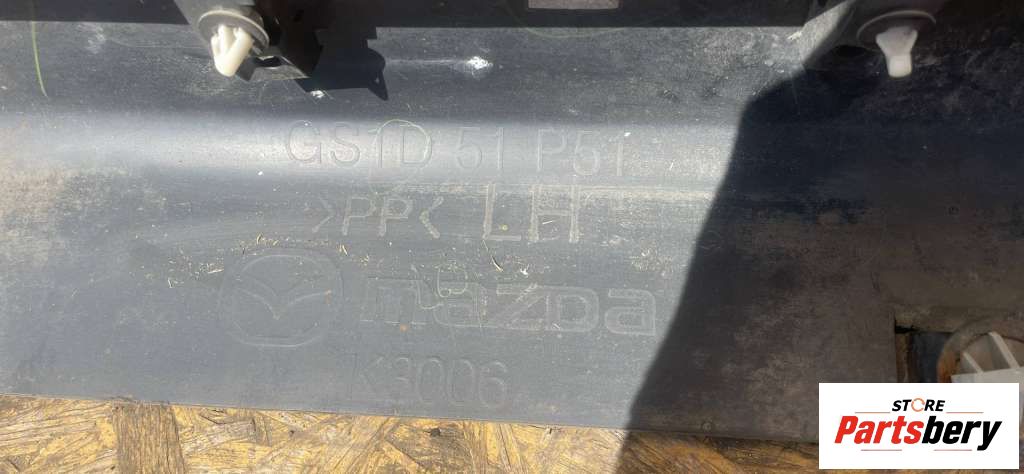 GS1D 51 P51
>PP< LH
mazda
K3006
STORE
Partsbery